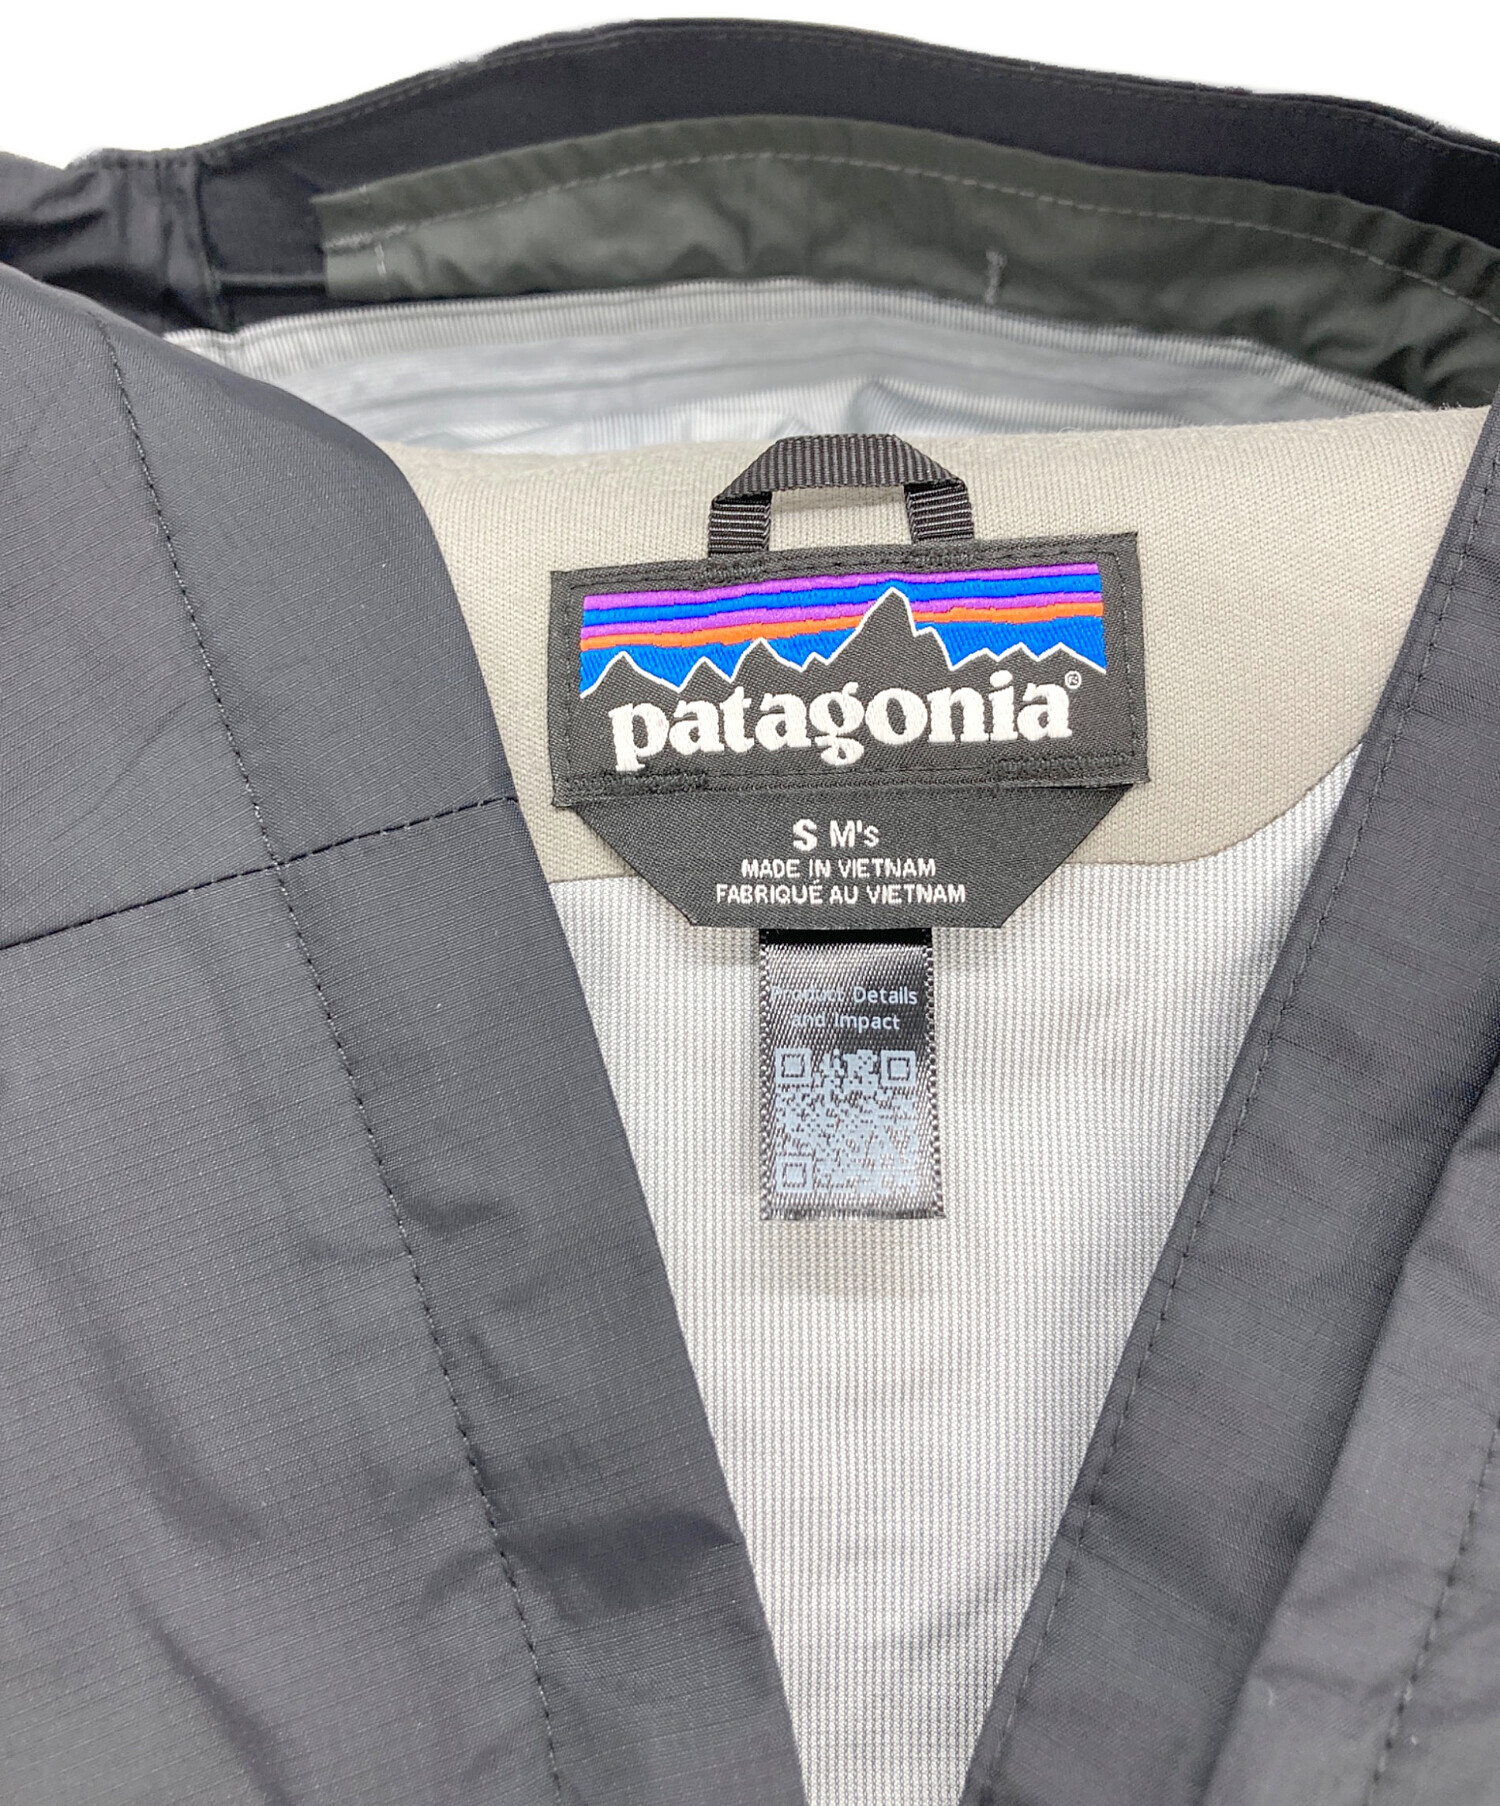 patagonia®
S M's
MADE IN VIETNAM
FABRIQUÉ AU VIETNAM
Product Details
and Impact